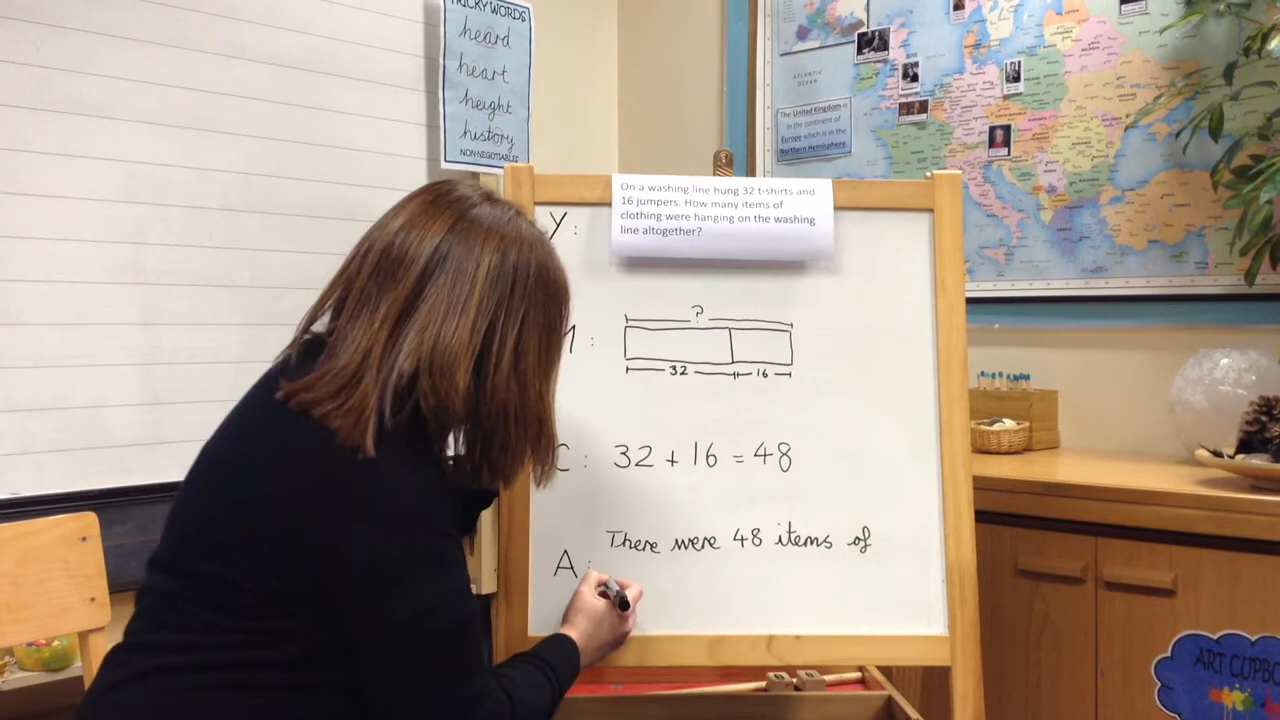 TRICKY WORDS
heard
heart
height
history
NON-NEGOTIABLES
ATLANTIC
OCEAN
The United Kingdom is
in the continent of
Europe which is in the
Northern Hemisphere.
On a washing line hung 32 t-shirts and
16 jumpers. How many items of
clothing were hanging on the washing
line altogether?
Y:
?
:
32 16
C: 32 + 16 = 48
There were 48 items of
A:
ART CUPBO